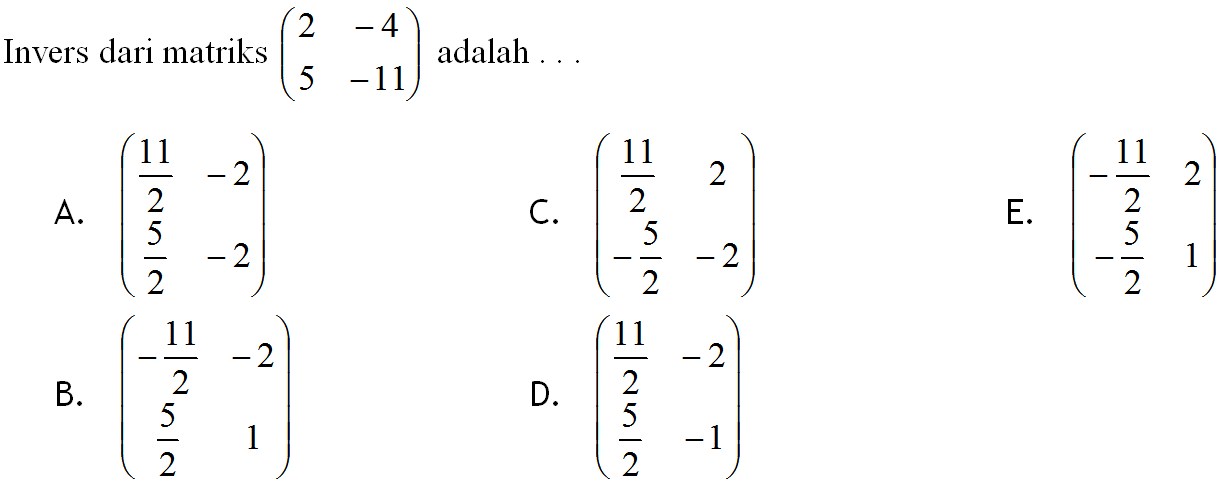 Invers dari matriks (2 −4 ; 5 −11) adalah . . .
A. (11/2 −2 ; 5/2 −2)
C. (11/2 2 ; −5/2 −2)
E. (−11/2 2 ; −5/2 1)
B. (−11/2 −2 ; 5/2 1)
D. (11/2 −2 ; 5/2 −1)